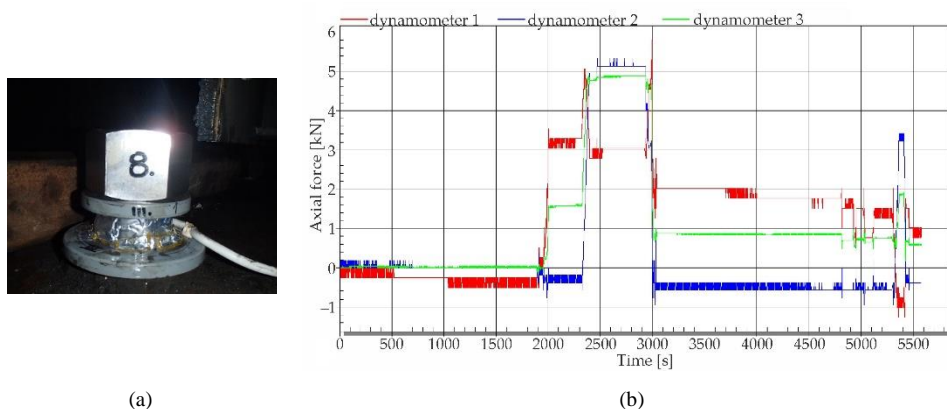 dynamometer 1 dynamometer 2 dynamometer 3
6
5
4
3
2
1
0
−1
Axial force [kN]
0 500 1000 1500 2000 2500 3000 3500 4000 4500 5000 5500
Time [s]
8.
III.
(a) (b)